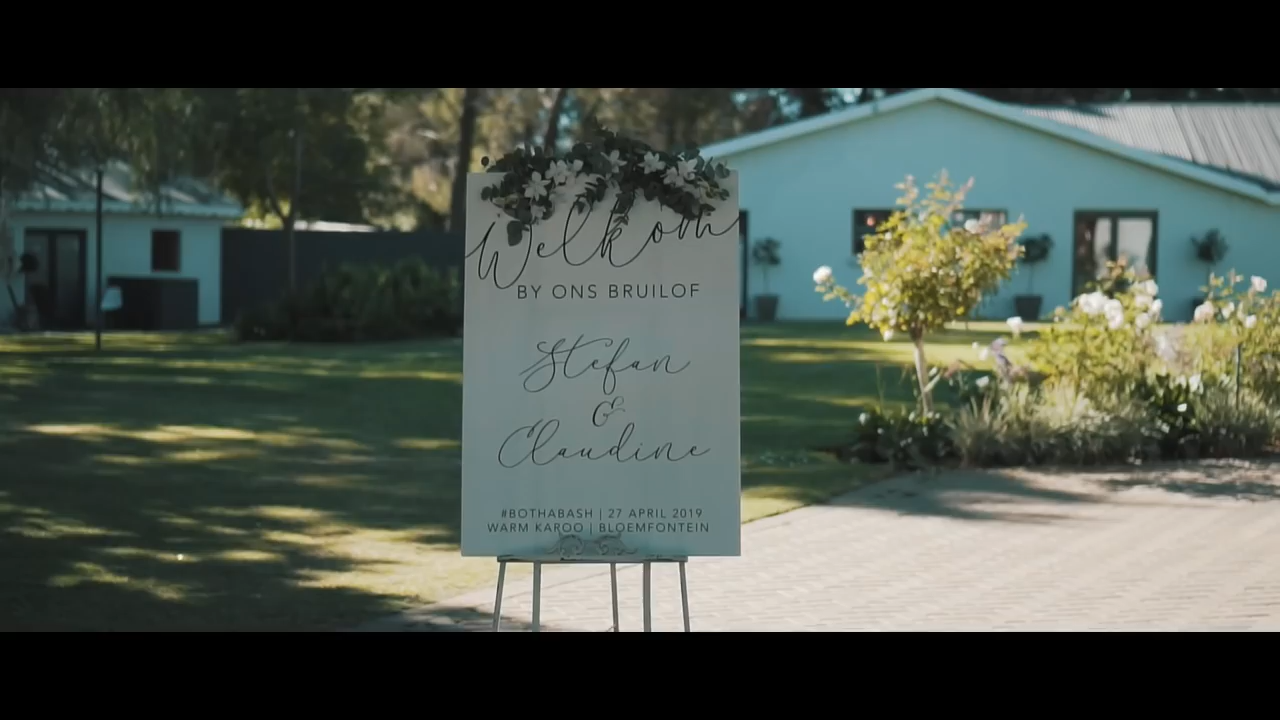 Welkom
BY ONS BRUILOF
Stefan
&
Claudine
#BOTHABASH | 27 APRIL 2019
WARM KAROO | BLOEMFONTEIN